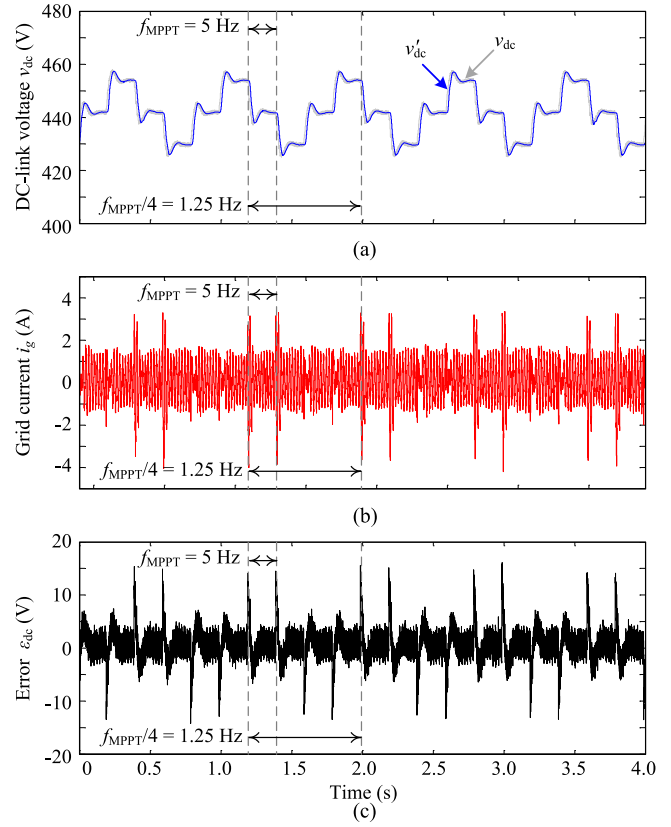 DC-link voltage v_dc (V)
480
460
440
420
400
f_MPPT = 5 Hz
v′_dc
v_dc
f_MPPT/4 = 1.25 Hz
(a)
Grid current i_g (A)
4
2
0
-2
-4
f_MPPT = 5 Hz
f_MPPT/4 = 1.25 Hz
(b)
Error ε_dc (V)
20
10
0
-10
-20
f_MPPT = 5 Hz
f_MPPT/4 = 1.25 Hz
0 0.5 1.0 1.5 2.0 2.5 3.0 3.5 4.0
Time (s)
(c)